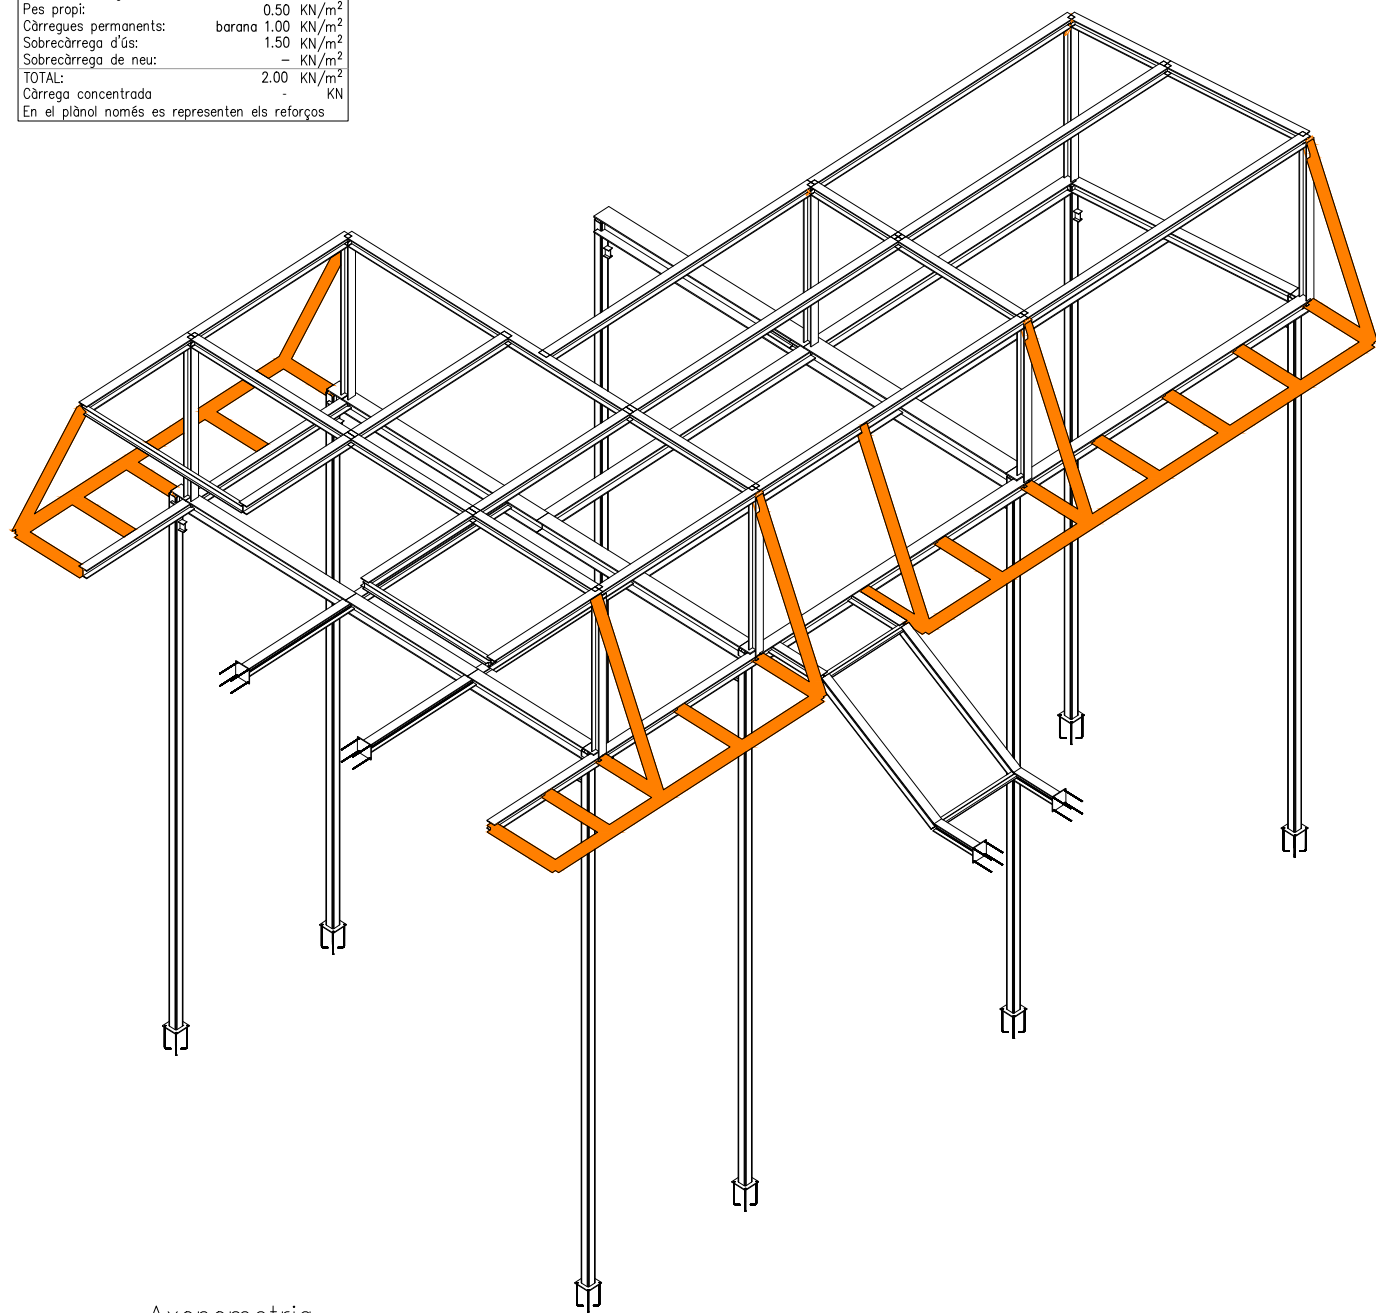 Pes propi: 0.50 KN/m²
Càrregues permanents: barana 1.00 KN/m²
Sobrecàrrega d'ús: 1.50 KN/m²
Sobrecàrrega de neu: – KN/m²
TOTAL: 2.00 KN/m²
Càrrega concentrada - KN
En el plànol només es representen els reforços
Axonometria